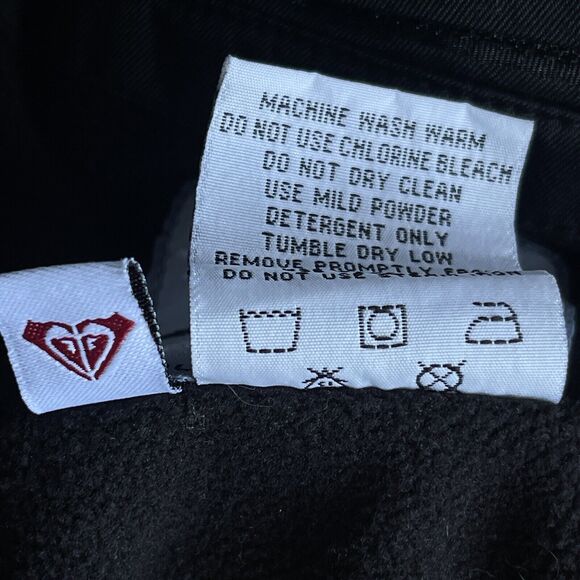 MACHINE WASH WARM
DO NOT USE CHLORINE BLEACH
DO NOT DRY CLEAN
USE MILD POWDER
DETERGENT ONLY
TUMBLE DRY LOW
REMOVE PROMPTLY
DO NOT USE